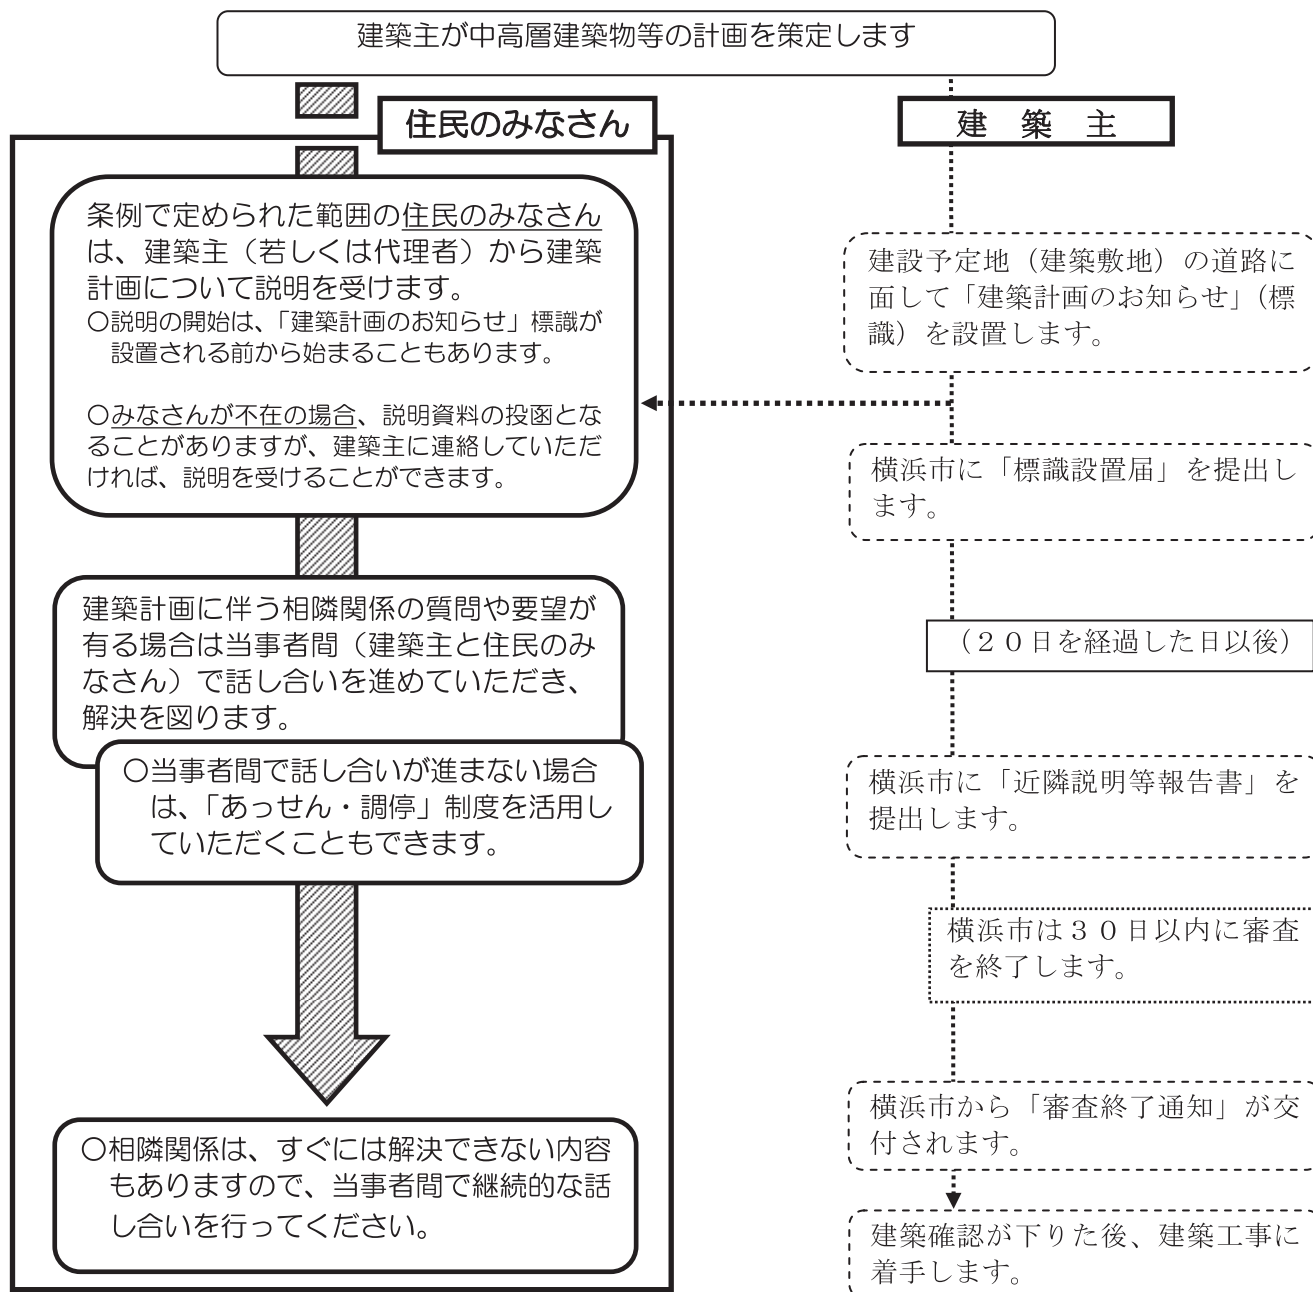 建築主が中高層建築物等の計画を策定します
住民のみなさん
条例で定められた範囲の住民のみなさん
は、建築主（若しくは代理者）から建築
計画について説明を受けます。
○説明の開始は、「建築計画のお知らせ」標識が
設置される前から始まることもあります。
○みなさんが不在の場合、説明資料の投函とな
ることがありますが、建築主に連絡していただ
ければ、説明を受けることができます。
建築計画に伴う相隣関係の質問や要望が
有る場合は当事者間（建築主と住民のみ
なさん）で話し合いを進めていただき、
解決を図ります。
○当事者間で話し合いが進まない場合
は、「あっせん・調停」制度を活用し
ていただくこともできます。
○相隣関係は、すぐには解決できない内容
もありますので、当事者間で継続的な話
し合いを行ってください。
建　築　主
建設予定地（建築敷地）の道路に
面して「建築計画のお知らせ」（標
識）を設置します。
横浜市に「標識設置届」を提出し
ます。
（２０日を経過した日以後）
横浜市に「近隣説明等報告書」を
提出します。
横浜市は３０日以内に審査
を終了します。
横浜市から「審査終了通知」が交
付されます。
建築確認が下りた後、建築工事に
着手します。